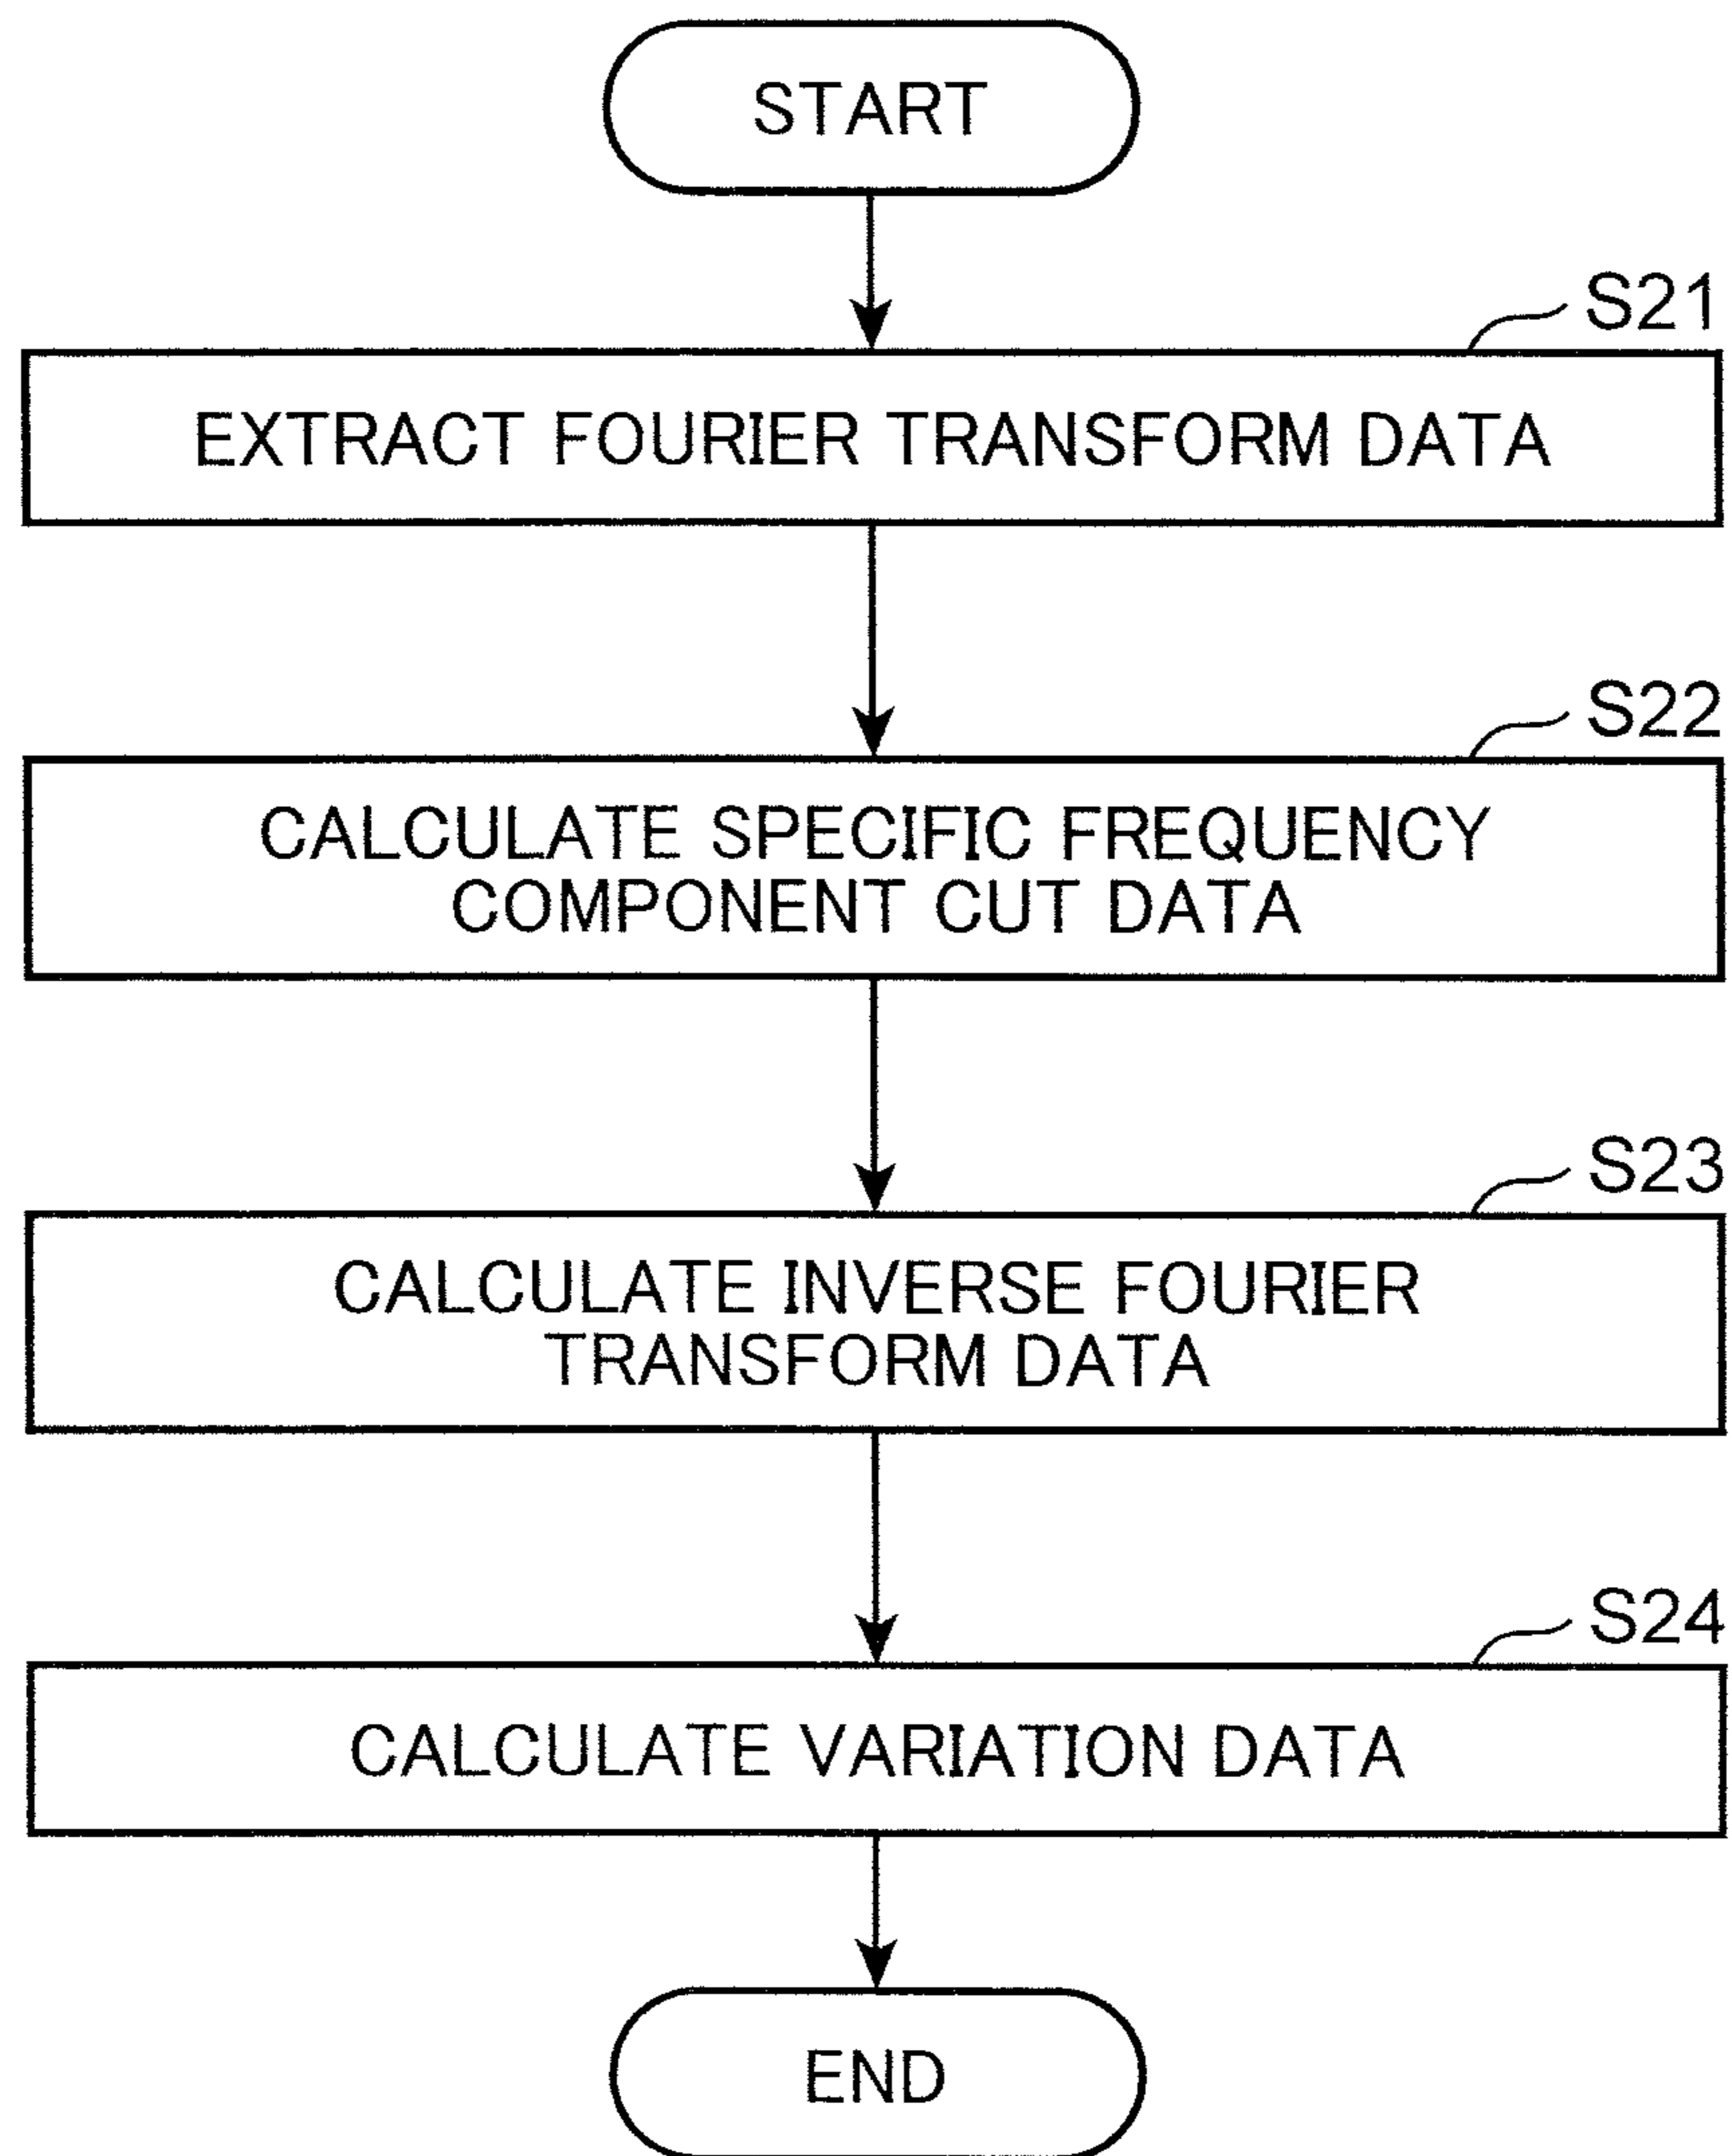 START
S21
EXTRACT FOURIER TRANSFORM DATA
S22
CALCULATE SPECIFIC FREQUENCY
COMPONENT CUT DATA
S23
CALCULATE INVERSE FOURIER
TRANSFORM DATA
S24
CALCULATE VARIATION DATA
END